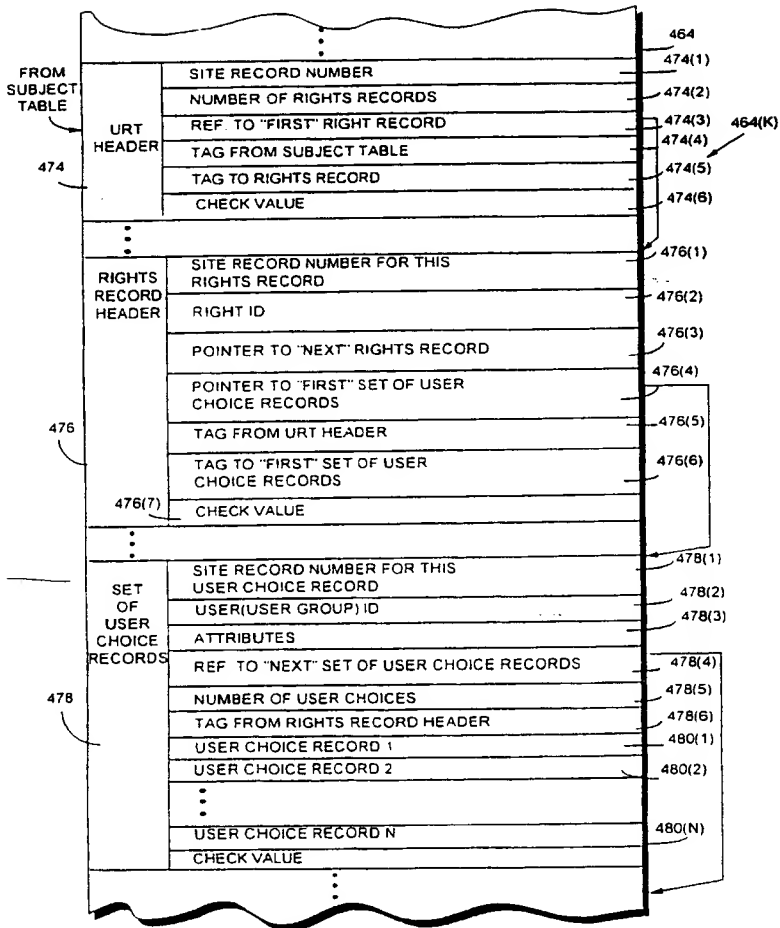 464
FROM
SUBJECT
TABLE
URT
HEADER
474
SITE RECORD NUMBER
474(1)
NUMBER OF RIGHTS RECORDS
474(2)
REF. TO "FIRST" RIGHT RECORD
474(3)
464(K)
TAG FROM SUBJECT TABLE
474(4)
TAG TO RIGHTS RECORD
474(5)
CHECK VALUE
474(6)
RIGHTS
RECORD
HEADER
476
SITE RECORD NUMBER FOR THIS
RIGHTS RECORD
476(1)
RIGHT ID
476(2)
POINTER TO "NEXT" RIGHTS RECORD
476(3)
POINTER TO "FIRST" SET OF USER
CHOICE RECORDS
476(4)
TAG FROM URT HEADER
476(5)
TAG TO "FIRST" SET OF USER
CHOICE RECORDS
476(6)
476(7)
CHECK VALUE
SET
OF
USER
CHOICE
RECORDS
478
SITE RECORD NUMBER FOR THIS
USER CHOICE RECORD
478(1)
USER(USER GROUP) ID
478(2)
ATTRIBUTES
478(3)
REF TO "NEXT" SET OF USER CHOICE RECORDS
478(4)
NUMBER OF USER CHOICES
478(5)
TAG FROM RIGHTS RECORD HEADER
478(6)
USER CHOICE RECORD 1
480(1)
USER CHOICE RECORD 2
480(2)
USER CHOICE RECORD N
480(N)
CHECK VALUE